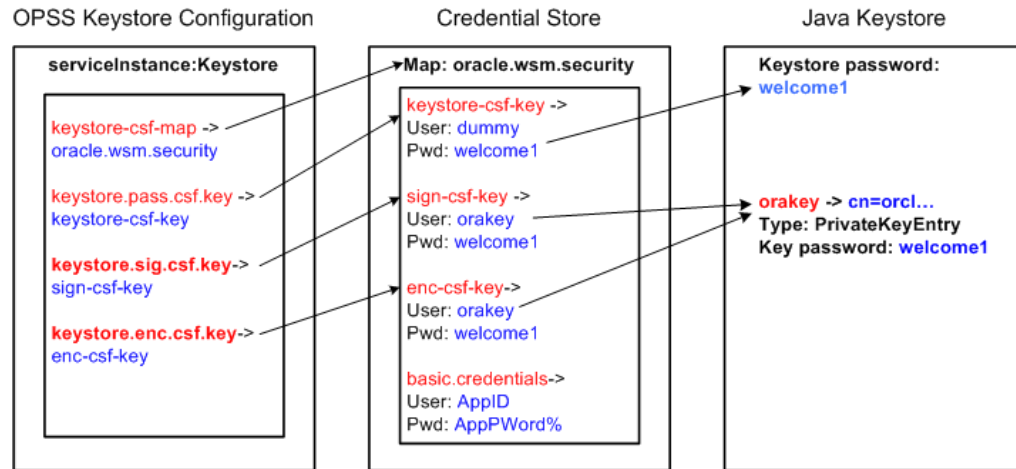 OPSS Keystore Configuration
serviceInstance:Keystore
keystore-csf-map ->
oracle.wsm.security
keystore.pass.csf.key ->
keystore-csf-key
keystore.sig.csf.key->
sign-csf-key
keystore.enc.csf.key->
enc-csf-key
Credential Store
Map: oracle.wsm.security
keystore-csf-key ->
User: dummy
Pwd: welcome1
sign-csf-key ->
User: orakey
Pwd: welcome1
enc-csf-key->
User: orakey
Pwd: welcome1
basic.credentials->
User: AppID
Pwd: AppPWord%
Java Keystore
Keystore password:
welcome1
orakey -> cn=orcl...
Type: PrivateKeyEntry
Key password: welcome1